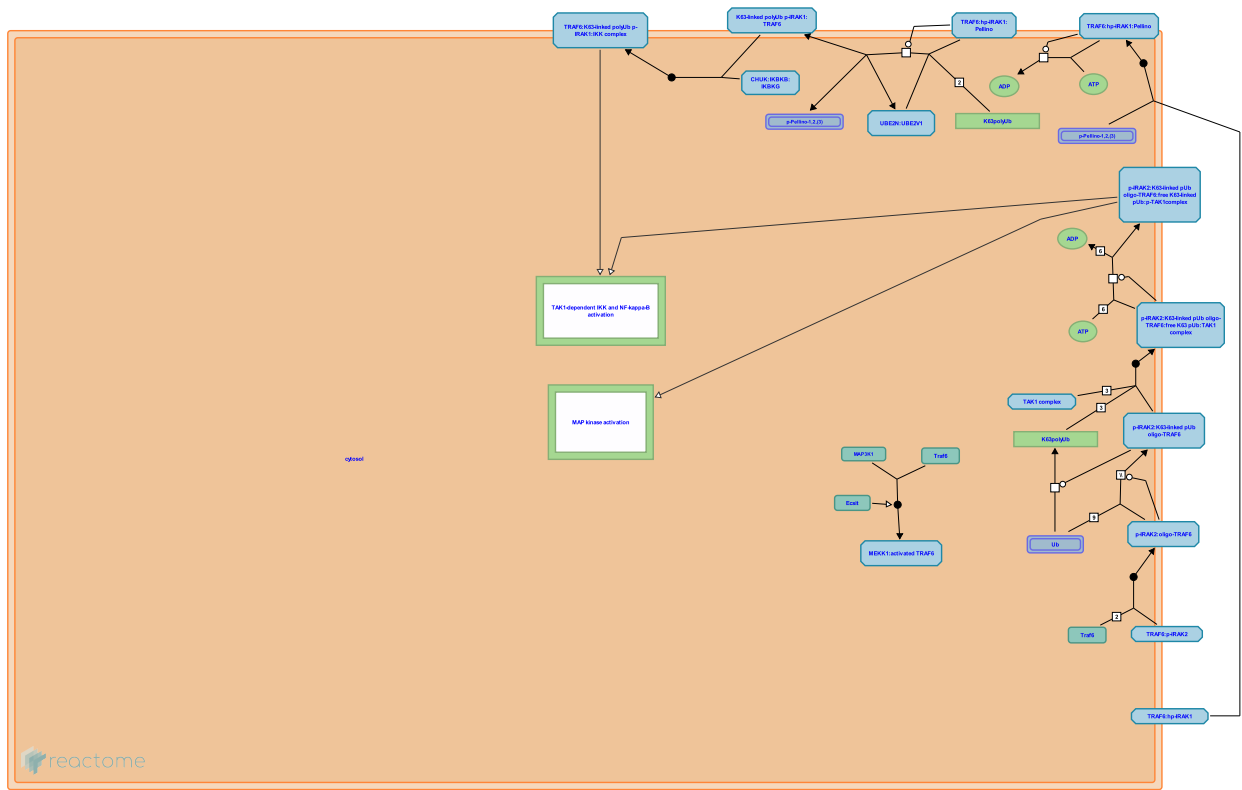 TRAF6:K63-linked polyUb p-
IRAK1:IKK complex
K63-linked polyUb p-IRAK1:
TRAF6
TRAF6:hp-IRAK1:
Pellino
TRAF6:hp-IRAK1:Pellino
CHUK:IKBKB:
IKBKG
2
ADP
ATP
p-Pellino-1,2,(3)
UBE2N:UBE2V1
K63polyUb
p-Pellino-1,2,(3)
p-IRAK2:K63-linked pUb
oligo-TRAF6:free K63-linked
pUb:p-TAK1complex
ADP
6
TAK1-dependent IKK and NF-kappa-B
activation
6
ATP
p-IRAK2:K63-linked pUb oligo-
TRAF6:free K63 pUb:TAK1
complex
3
TAK1 complex
3
MAP kinase activation
p-IRAK2:K63-linked pUb
oligo-TRAF6
K63polyUb
cytosol
MAP3K1
Traf6
Ecsit
9
MEKK1:activated TRAF6
Ub
p-IRAK2:oligo-TRAF6
2
Traf6
TRAF6:p-IRAK2
TRAF6:hp-IRAK1
reactome